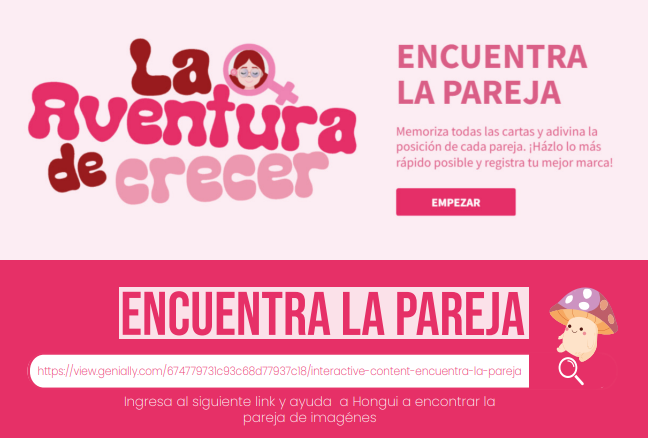 La
Aventura
de crecer
ENCUENTRA
LA PAREJA
Memoriza todas las cartas y adivina la
posición de cada pareja. ¡Házlo lo más
rápido posible y registra tu mejor marca!
EMPEZAR
ENCUENTRA LA PAREJA
https://view.genially.com/674779731c93c68d77937c18/interactive-content-encuentra-la-pareja
Ingresa al siguiente link y ayuda a Hongui a encontrar la
pareja de imagénes